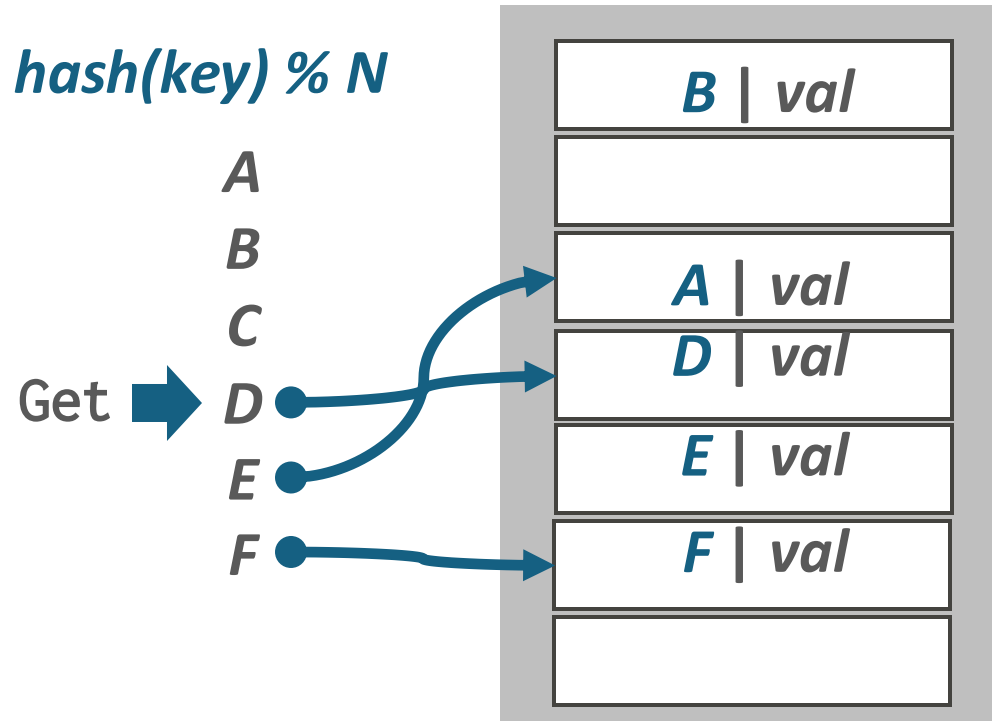 hash(key) % N
A
B
C
Get D
E
F
B | val
A | val
D | val
E | val
F | val